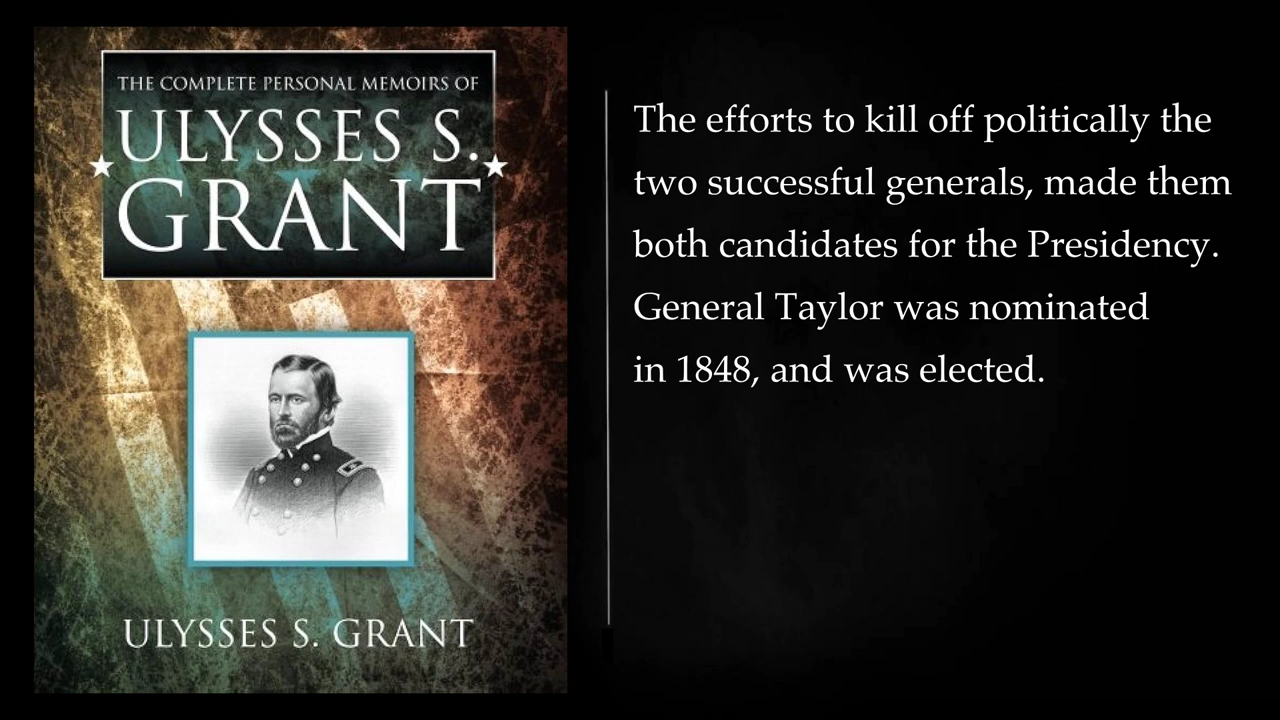 THE COMPLETE PERSONAL MEMOIRS OF
ULYSSES S.
GRANT
ULYSSES S. GRANT
The efforts to kill off politically the
two successful generals, made them
both candidates for the Presidency.
General Taylor was nominated
in 1848, and was elected.